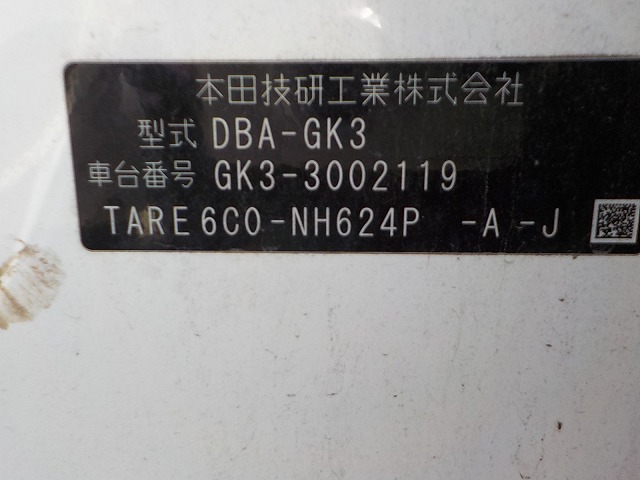 本田技研工業株式会社
型式 DBA-GK3
車台番号 GK3-3002119
TARE6C0-NH624P -A-J